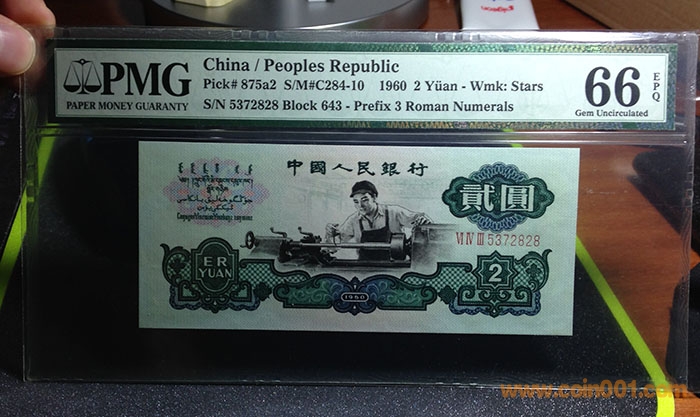 PMG
PAPER MONEY GUARANTY
China / Peoples Republic
Pick# 875a2 S/M#C284-10 1960 2 Yüan - Wmk: Stars
S/N 5372828 Block 643 - Prefix 3 Roman Numerals
66 EPQ
Gem Uncirculated
中國人民銀行
貳圓
VI IV III 5372828
ER
YUAN
1960
2
www.coin001.com